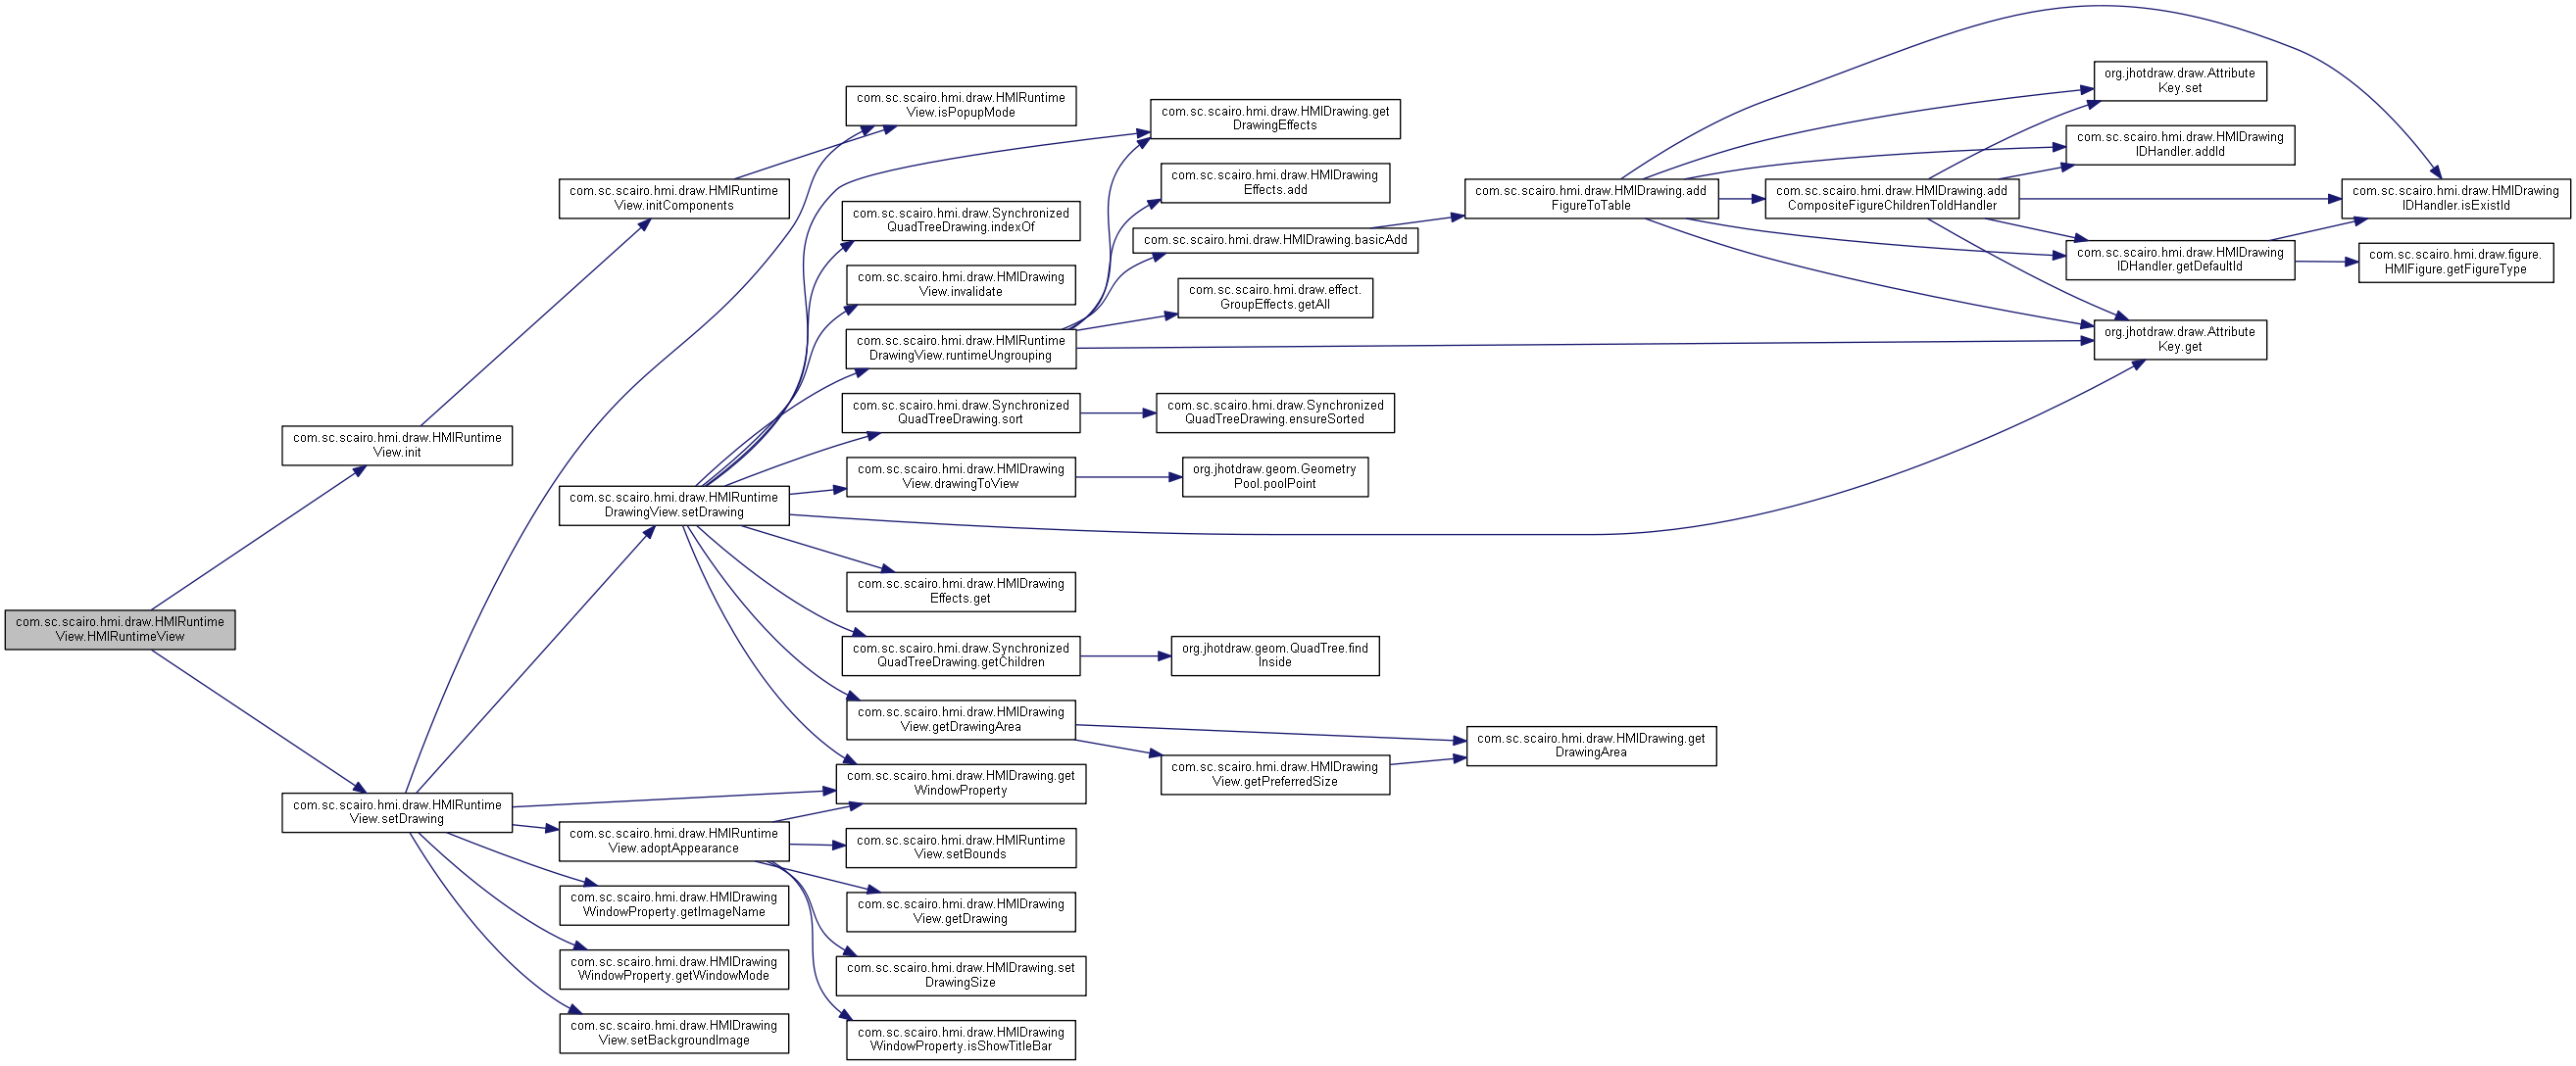 com.sc.scairo.hmi.draw.HMIRuntime
View.HMIRuntimeView
com.sc.scairo.hmi.draw.HMIRuntime
View.init
com.sc.scairo.hmi.draw.HMIRuntime
View.setDrawing
com.sc.scairo.hmi.draw.HMIRuntime
View.initComponents
com.sc.scairo.hmi.draw.HMIRuntime
DrawingView.setDrawing
com.sc.scairo.hmi.draw.HMIRuntime
View.adoptAppearance
com.sc.scairo.hmi.draw.HMIDrawing
WindowProperty.getImageName
com.sc.scairo.hmi.draw.HMIDrawing
WindowProperty.getWindowMode
com.sc.scairo.hmi.draw.HMIDrawing
View.setBackgroundImage
com.sc.scairo.hmi.draw.HMIRuntime
View.isPopupMode
com.sc.scairo.hmi.draw.Synchronized
QuadTreeDrawing.indexOf
com.sc.scairo.hmi.draw.HMIDrawing
View.invalidate
com.sc.scairo.hmi.draw.HMIRuntime
DrawingView.runtimeUngrouping
com.sc.scairo.hmi.draw.Synchronized
QuadTreeDrawing.sort
com.sc.scairo.hmi.draw.HMIDrawing
View.drawingToView
com.sc.scairo.hmi.draw.HMIDrawing
Effects.get
com.sc.scairo.hmi.draw.Synchronized
QuadTreeDrawing.getChildren
com.sc.scairo.hmi.draw.HMIDrawing
View.getDrawingArea
com.sc.scairo.hmi.draw.HMIDrawing.get
WindowProperty
com.sc.scairo.hmi.draw.HMIRuntime
View.setBounds
com.sc.scairo.hmi.draw.HMIDrawing
View.getDrawing
com.sc.scairo.hmi.draw.HMIDrawing.set
DrawingSize
com.sc.scairo.hmi.draw.HMIDrawing
WindowProperty.isShowTitleBar
com.sc.scairo.hmi.draw.HMIDrawing.get
DrawingEffects
com.sc.scairo.hmi.draw.HMIDrawing
Effects.add
com.sc.scairo.hmi.draw.HMIDrawing.basicAdd
com.sc.scairo.hmi.draw.effect.
GroupEffects.getAll
com.sc.scairo.hmi.draw.Synchronized
QuadTreeDrawing.ensureSorted
org.jhotdraw.geom.Geometry
Pool.poolPoint
org.jhotdraw.geom.QuadTree.find
Inside
com.sc.scairo.hmi.draw.HMIDrawing
View.getPreferredSize
com.sc.scairo.hmi.draw.HMIDrawing.add
FigureToTable
com.sc.scairo.hmi.draw.HMIDrawing.get
DrawingArea
com.sc.scairo.hmi.draw.HMIDrawing.add
CompositeFigureChildrenToIdHandler
org.jhotdraw.draw.Attribute
Key.set
com.sc.scairo.hmi.draw.HMIDrawing
IDHandler.addId
com.sc.scairo.hmi.draw.HMIDrawing
IDHandler.getDefaultId
org.jhotdraw.draw.Attribute
Key.get
com.sc.scairo.hmi.draw.HMIDrawing
IDHandler.isExistId
com.sc.scairo.hmi.draw.figure.
HMIFigure.getFigureType